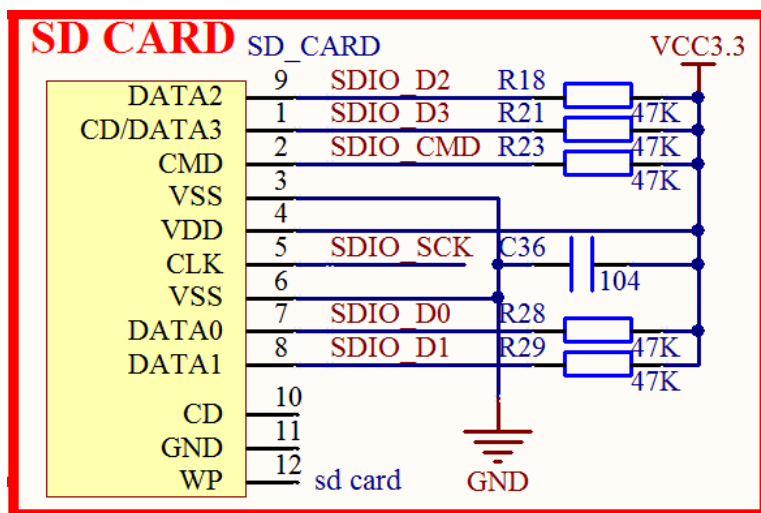 SD CARD SD_CARD VCC3.3
DATA2 9 SDIO_D2 R18 47K
CD/DATA3 1 SDIO_D3 R21 47K
CMD 2 SDIO_CMD R23 47K
VSS 3
VDD 4
CLK 5 SDIO_SCK C36 104
VSS 6
DATA0 7 SDIO_D0 R28 47K
DATA1 8 SDIO_D1 R29 47K
CD 10
GND 11
WP 12 sd card GND